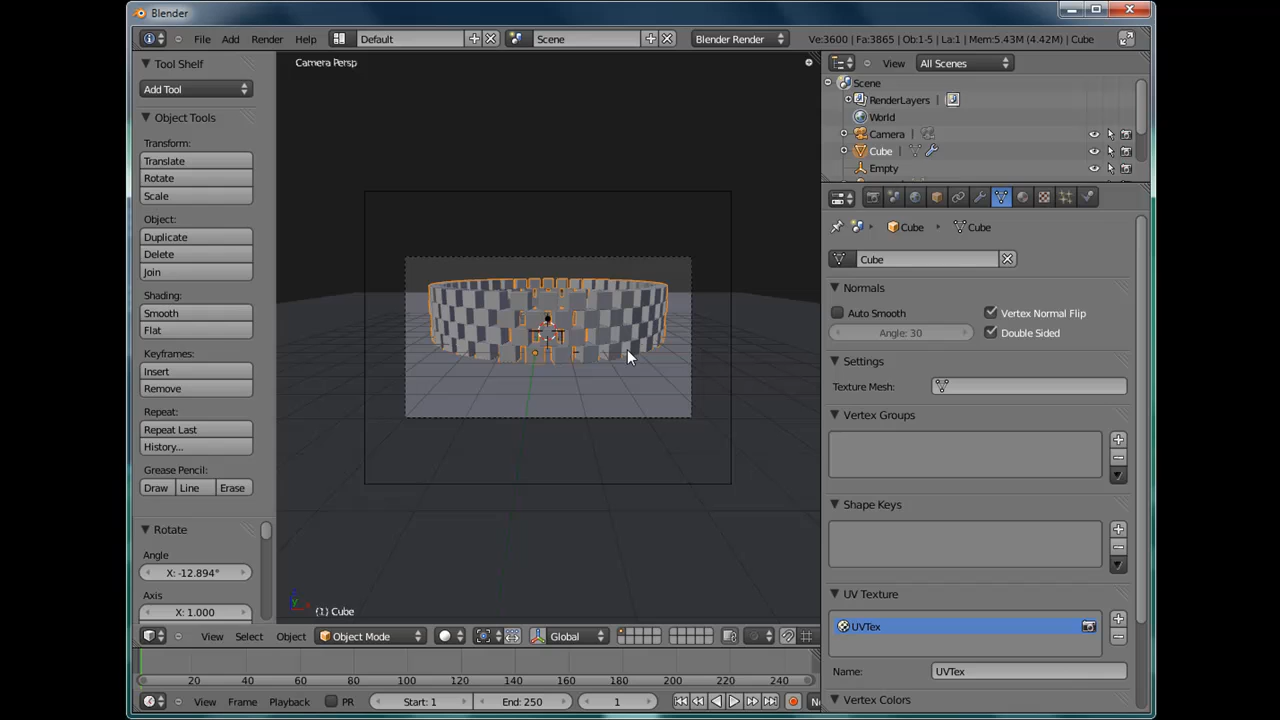 Blender
File Add Render Help Default Scene Blender Render Ve:3600 | Fa:3865 | Ob:1-5 | La:1 | Mem:5.43M (4.42M) | Cube
Tool Shelf
Add Tool
Object Tools
Transform:
Translate
Rotate
Scale
Object:
Duplicate
Delete
Join
Shading:
Smooth
Flat
Keyframes:
Insert
Remove
Repeat:
Repeat Last
History...
Grease Pencil:
Draw Line Erase
Rotate
Angle
X: -12.894°
Axis
X: 1.000
Camera Persp
(1) Cube
View Select Object Object Mode Global
View All Scenes
Scene
RenderLayers
World
Camera
Cube
Empty
Cube Cube
Cube
Normals
Auto Smooth Vertex Normal Flip
Angle: 30 Double Sided
Settings
Texture Mesh:
Vertex Groups
Shape Keys
UV Texture
UVTex
Name: UVTex
Vertex Colors
20 40 60 80 100 120 140 160 180 200 220 240
View Frame Playback PR Start: 1 End: 250 1